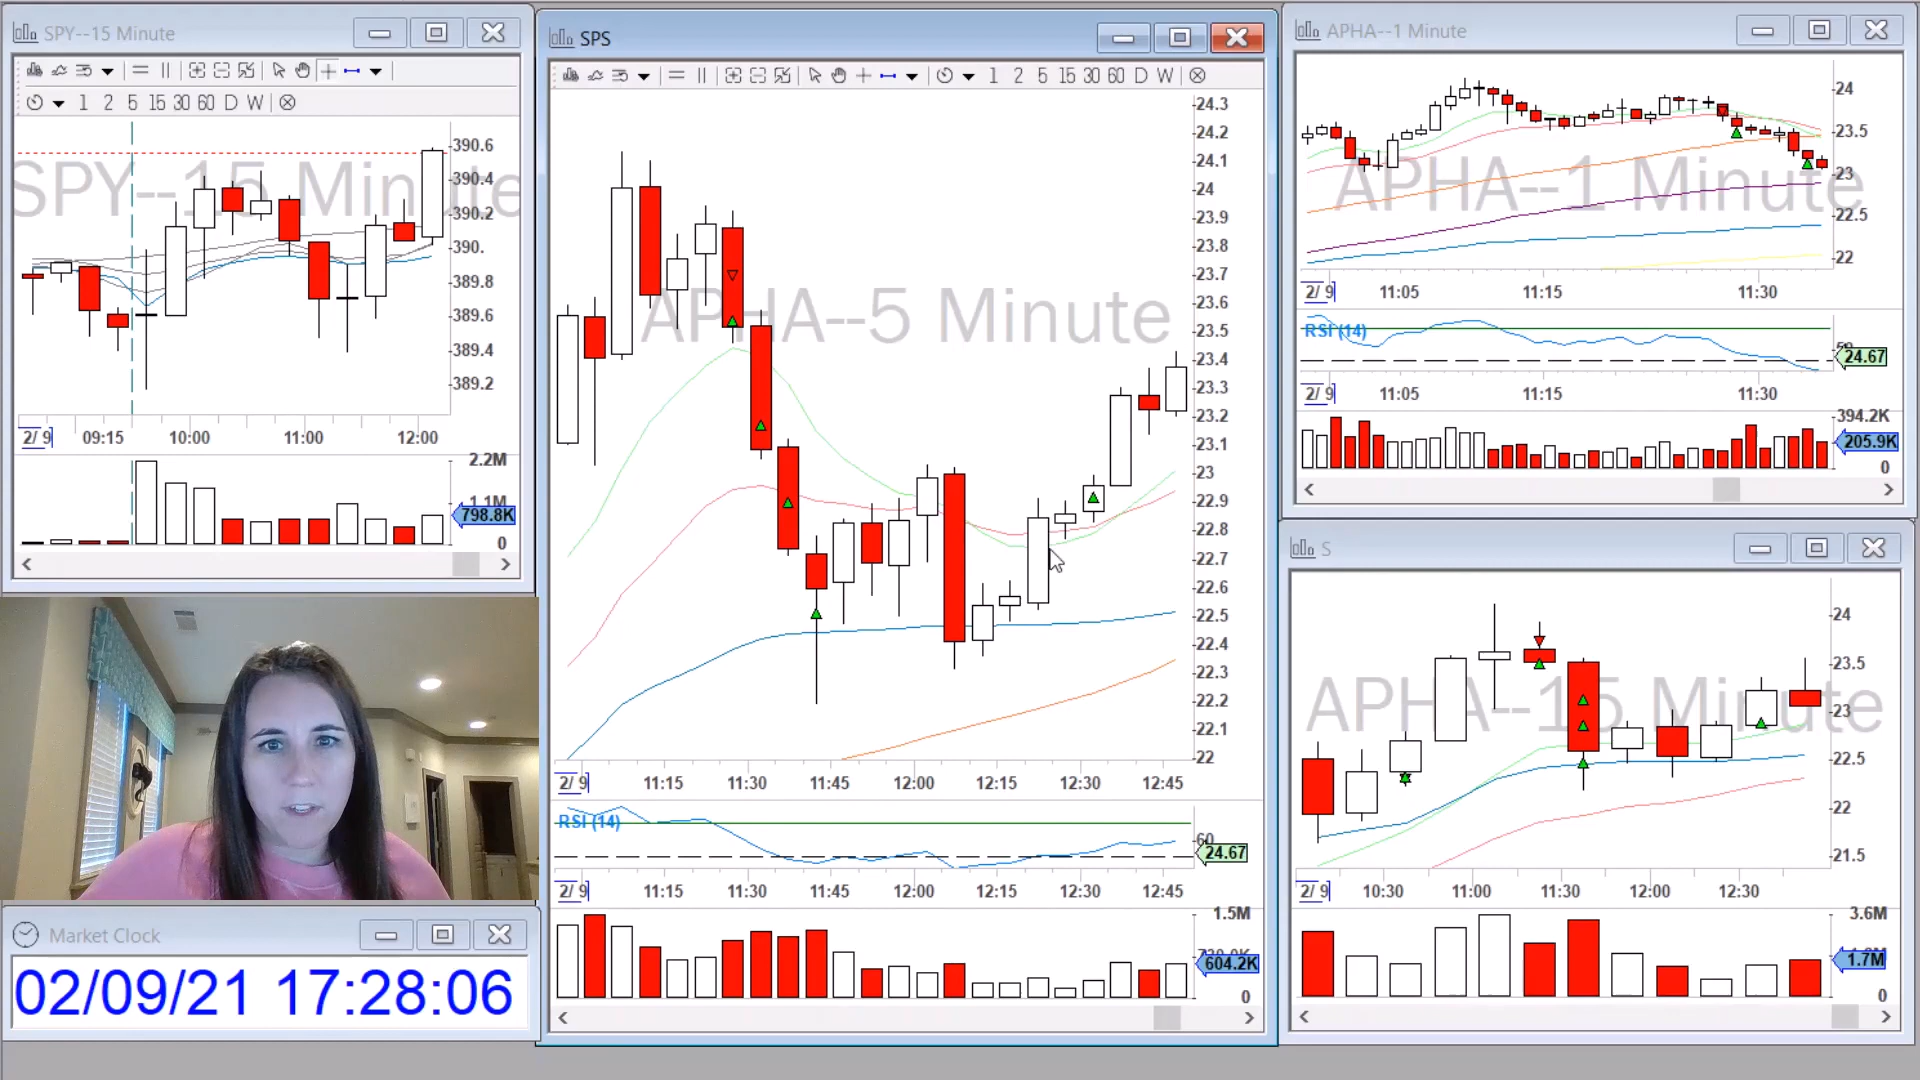 SPY--15 Minute
1 2 5 15 30 60 D W
SPY--15 Minute
390.6
390.4
390.2
390.
389.8
389.6
389.4
389.2
2/ 9 09:15 10:00 11:00 12:00
2.2M
1.1M
798.8K
0
Market Clock
02/09/21 17:28:06
SPS
1 2 5 15 30 60 D W
APHA--5 Minute
24.3
24.2
24.1
24
23.9
23.8
23.7
23.6
23.5
23.4
23.3
23.2
23.1
23
22.9
22.8
22.7
22.6
22.5
22.4
22.3
22.2
22.1
22
2/ 9 11:15 11:30 11:45 12:00 12:15 12:30 12:45
RSI (14)
60
24.67
2/ 9 11:15 11:30 11:45 12:00 12:15 12:30 12:45
1.5M
604.2K
0
APHA--1 Minute
APHA--1 Minute
24
23.5
23
22.5
22
2/ 9 11:05 11:15 11:30
RSI (14)
24.67
2/ 9 11:05 11:15 11:30
394.2K
205.9K
0
S
APHA--15 Minute
24
23.5
23
22.5
22
21.5
2/ 9 10:30 11:00 11:30 12:00 12:30
3.6M
1.7M
0